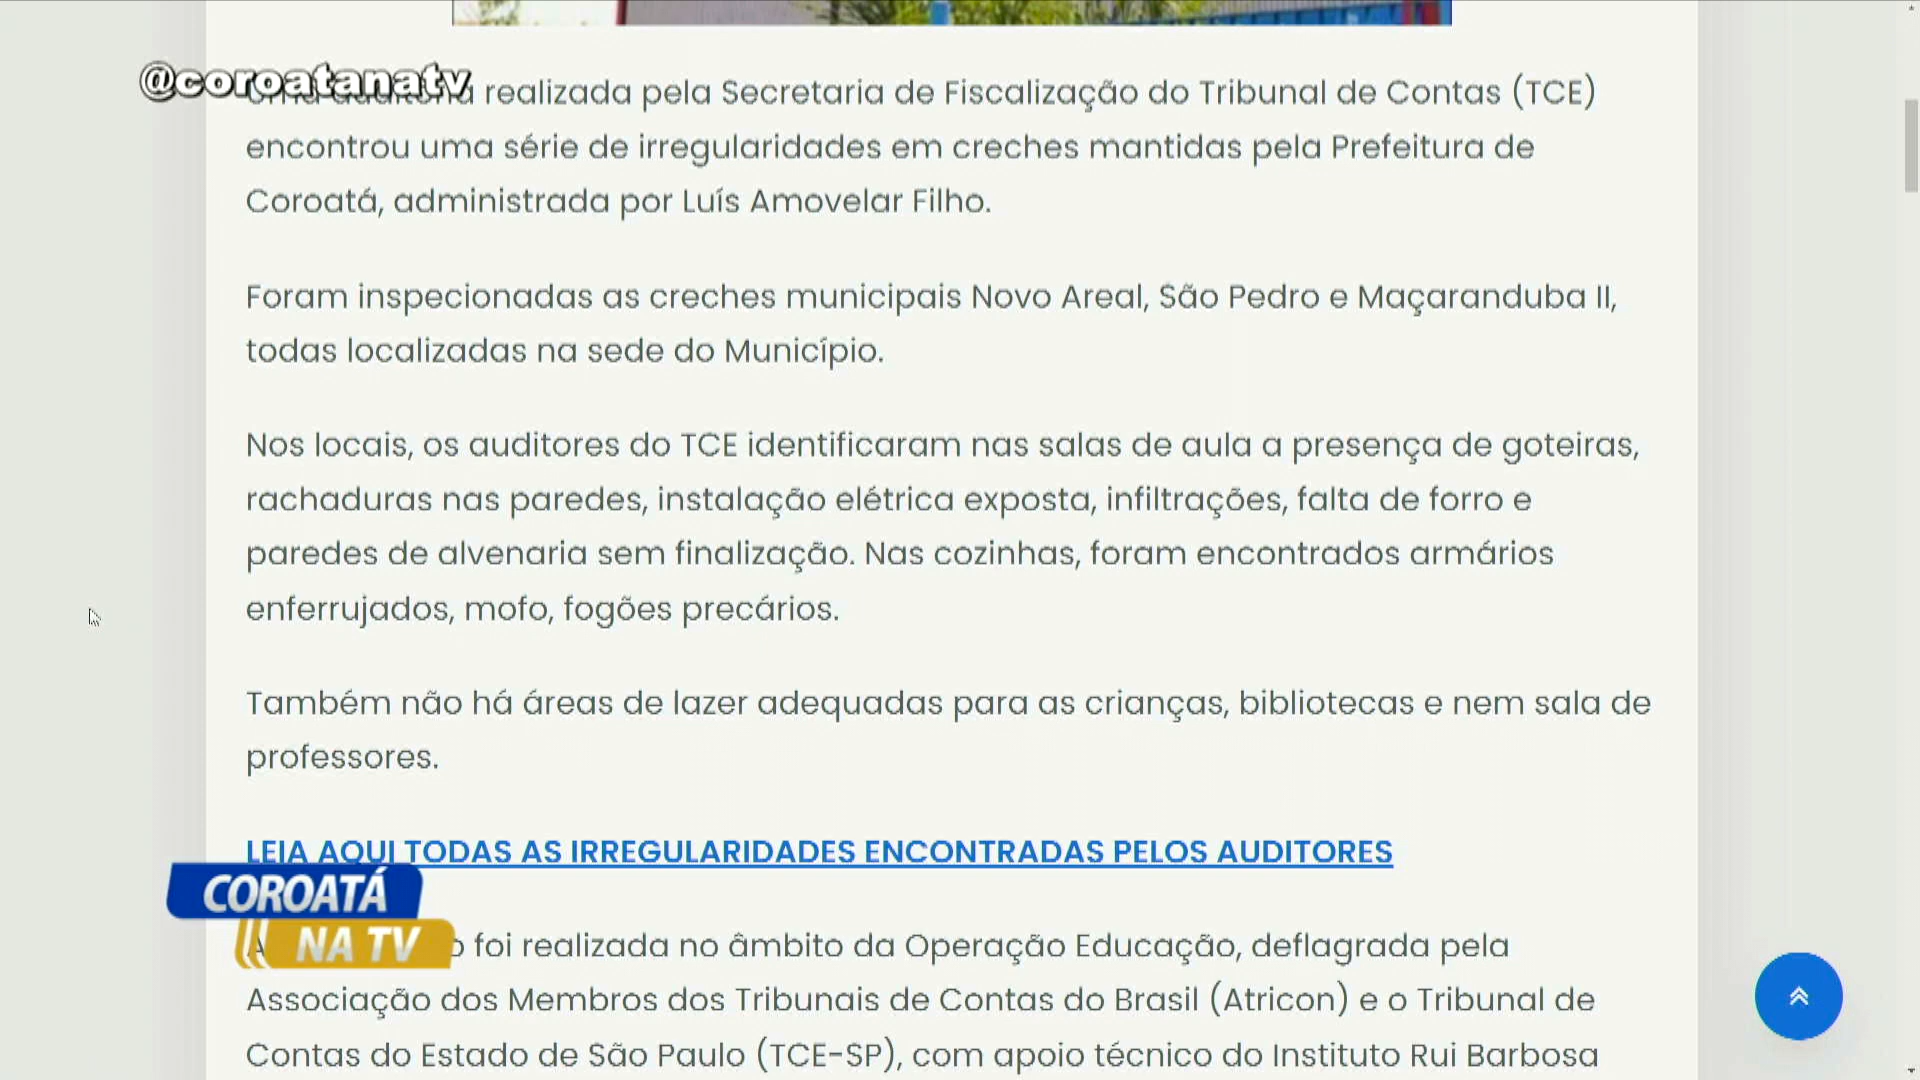 @coroatanatv
realizada pela Secretaria de Fiscalização do Tribunal de Contas (TCE)
encontrou uma série de irregularidades em creches mantidas pela Prefeitura de
Coroatá, administrada por Luís Amovelar Filho.
Foram inspecionadas as creches municipais Novo Areal, São Pedro e Maçaranduba II,
todas localizadas na sede do Município.
Nos locais, os auditores do TCE identificaram nas salas de aula a presença de goteiras,
rachaduras nas paredes, instalação elétrica exposta, infiltrações, falta de forro e
paredes de alvenaria sem finalização. Nas cozinhas, foram encontrados armários
enferrujados, mofo, fogões precários.
Também não há áreas de lazer adequadas para as crianças, bibliotecas e nem sala de
professores.
LEIA AQUI TODAS AS IRREGULARIDADES ENCONTRADAS PELOS AUDITORES
COROATÁ
NA TV
foi realizada no âmbito da Operação Educação, deflagrada pela
Associação dos Membros dos Tribunais de Contas do Brasil (Atricon) e o Tribunal de
Contas do Estado de São Paulo (TCE-SP), com apoio técnico do Instituto Rui Barbosa